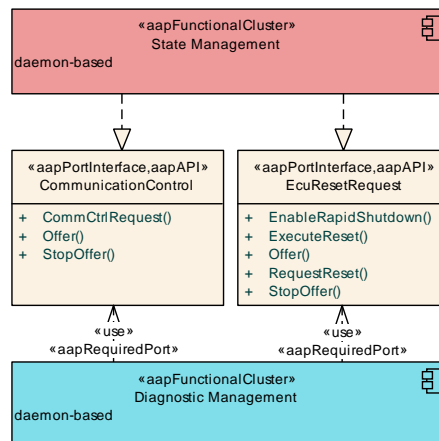 «aapFunctionalCluster»
State Management
daemon-based
«aapPortInterface,aapAPI»
CommunicationControl
+ CommCtrlRequest()
+ Offer()
+ StopOffer()
«aapPortInterface,aapAPI»
EcuResetRequest
+ EnableRapidShutdown()
+ ExecuteReset()
+ Offer()
+ RequestReset()
+ StopOffer()
«use»
«aapRequiredPort»
«use»
«aapRequiredPort»
«aapFunctionalCluster»
Diagnostic Management
daemon-based